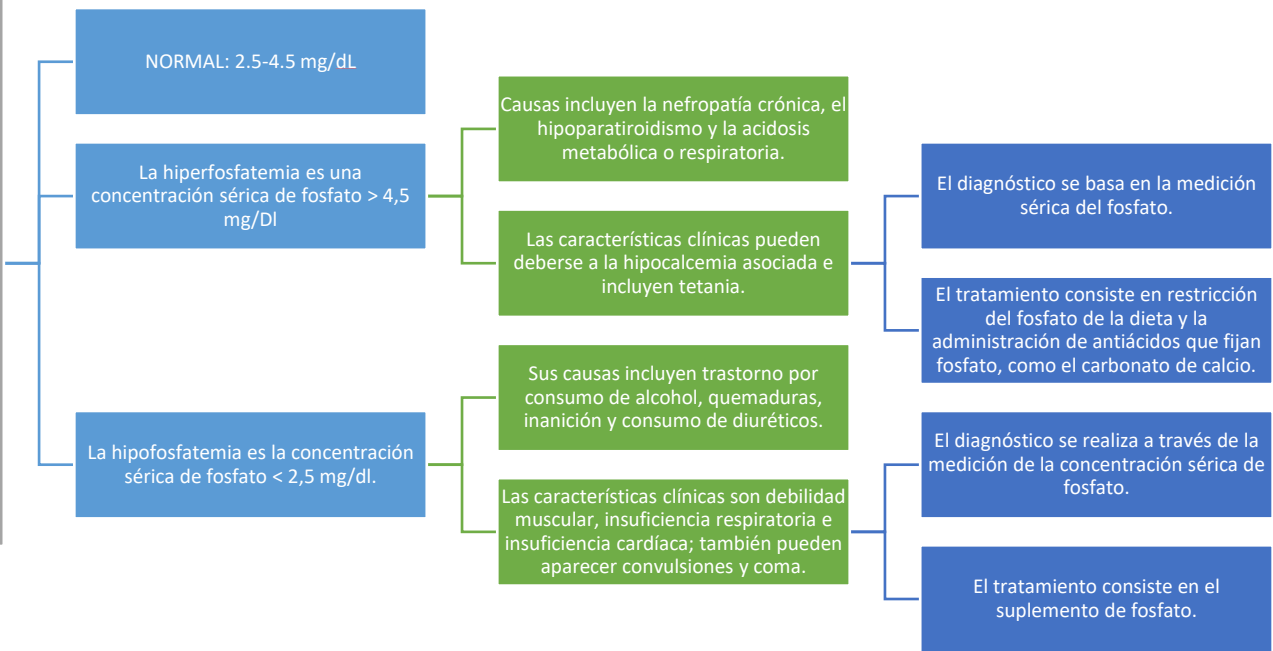 NORMAL: 2.5-4.5 mg/dL
La hiperfosfatemia es una
concentración sérica de fosfato > 4,5
mg/Dl
Causas incluyen la nefropatía crónica, el
hipoparatiroidismo y la acidosis
metabólica o respiratoria.
Las características clínicas pueden
deberse a la hipocalcemia asociada e
incluyen tetania.
El diagnóstico se basa en la medición
sérica del fosfato.
El tratamiento consiste en restricción
del fosfato de la dieta y la
administración de antiácidos que fijan
fosfato, como el carbonato de calcio.
La hipofosfatemia es la concentración
sérica de fosfato < 2,5 mg/dl.
Sus causas incluyen trastorno por
consumo de alcohol, quemaduras,
inanición y consumo de diuréticos.
Las características clínicas son debilidad
muscular, insuficiencia respiratoria e
insuficiencia cardíaca; también pueden
aparecer convulsiones y coma.
El diagnóstico se realiza a través de la
medición de la concentración sérica de
fosfato.
El tratamiento consiste en el
suplemento de fosfato.